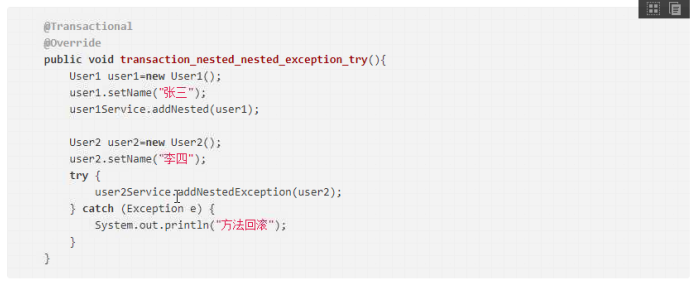 @Transactional
@Override
public void transaction_nested_nested_exception_try(){
    User1 user1=new User1();
    user1.setName("张三");
    user1Service.addNested(user1);
    User2 user2=new User2();
    user2.setName("李四");
    try {
        user2Service.addNestedException(user2);
    } catch (Exception e) {
        System.out.println("方法回滚");
    }
}